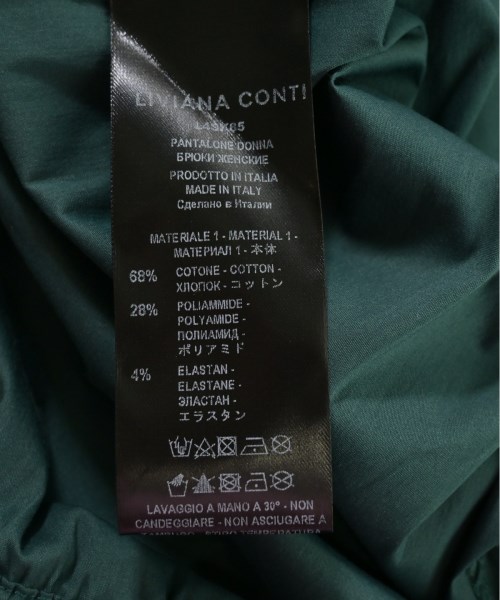 LIVIANA CONTI
L4SK85
PANTALONE DONNA
БРЮКИ ЖЕНСКИЕ
PRODOTTO IN ITALIA
MADE IN ITALY
Сделано в Италии
MATERIALE 1 - MATERIAL 1 -
МАТЕРИАЛ 1 - 本体
68% COTONE - COTTON -
ХЛОПОК - コットン
28% POLIAMMIDE -
POLYAMIDE -
ПОЛИАМИД -
ポリアミド
4% ELASTAN -
ELASTANE -
ЭЛАСТАН -
エラスタン
LAVAGGIO A MANO A 30° - NON
CANDEGGIARE - NON ASCIUGARE A